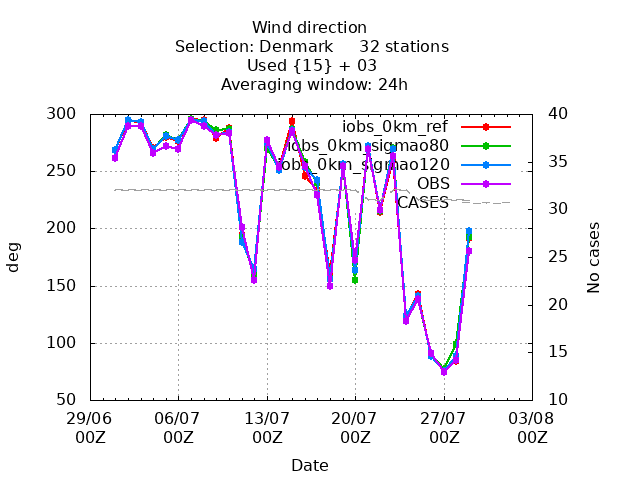 Wind direction
Selection: Denmark 32 stations
Used {15} + 03
Averaging window: 24h
300
250
200
150
100
50
deg
40
35
30
25
20
15
10
No cases
iobs_0km_ref
iobs_0km_sigmao80
iobs_0km_sigmao120
OBS
CASES
29/06 06/07 13/07 20/07 27/07 03/08
00Z 00Z 00Z 00Z 00Z 00Z
Date